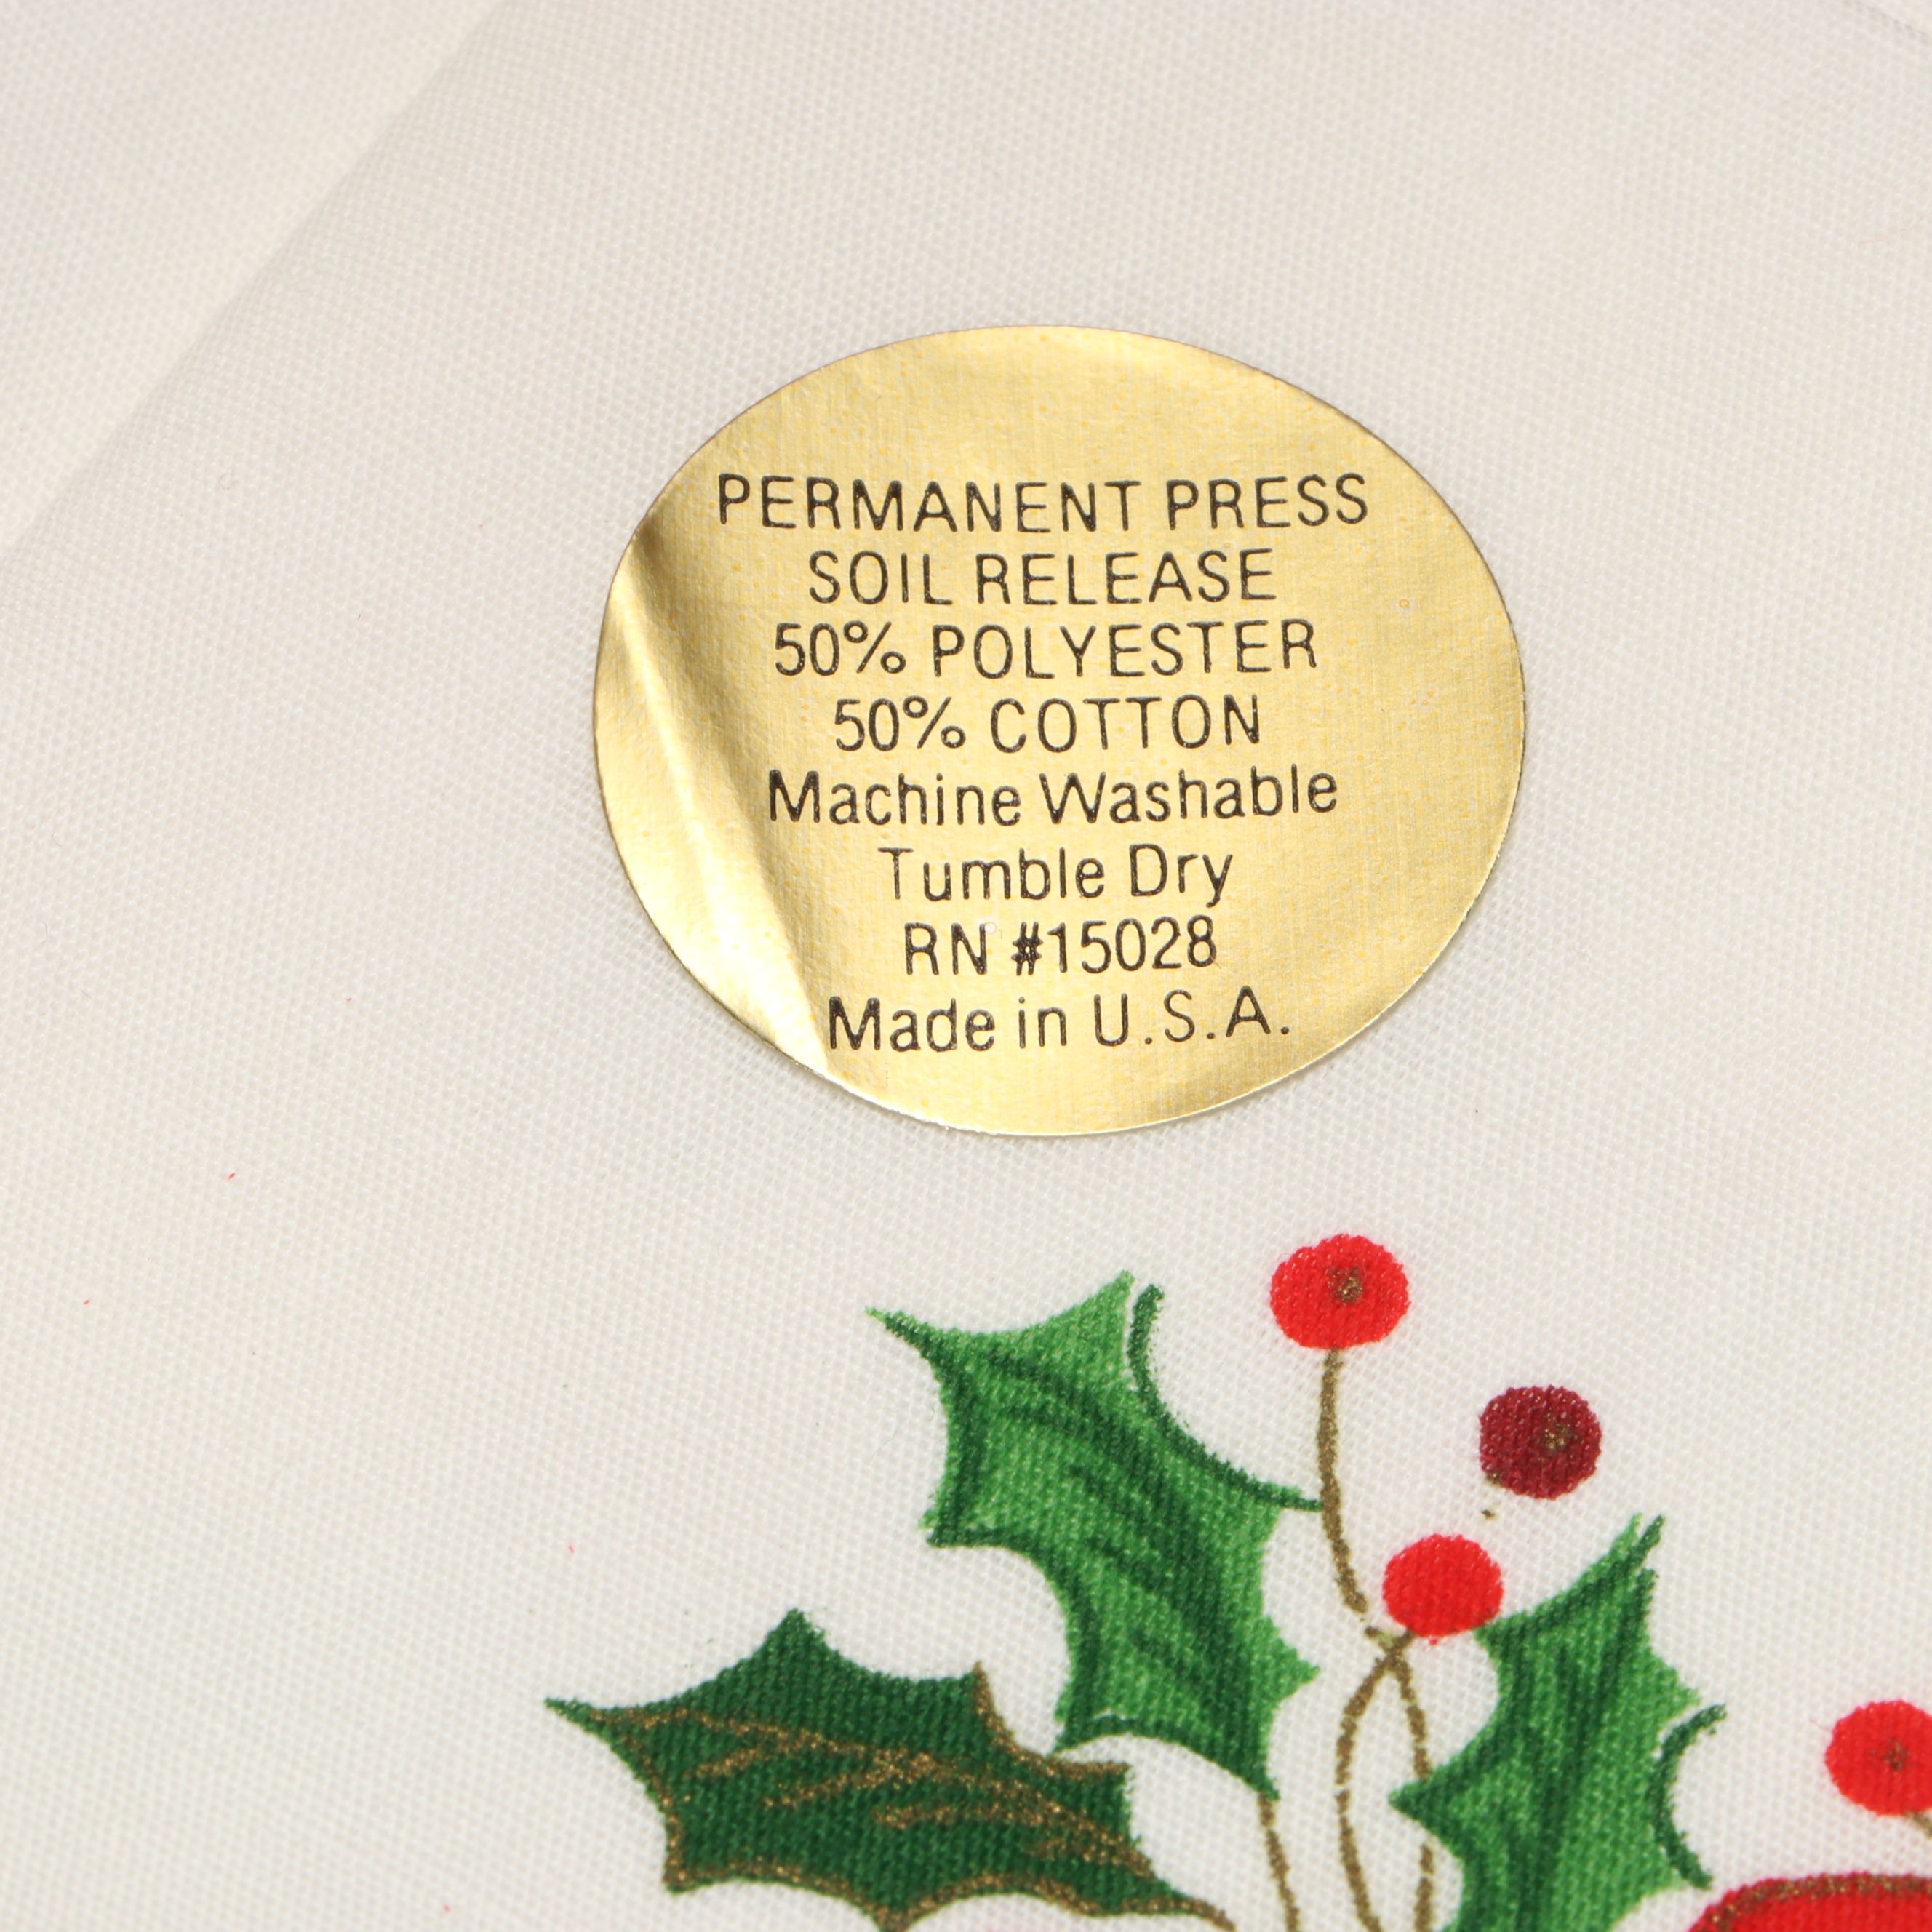 PERMANENT PRESS
SOIL RELEASE
50% POLYESTER
50% COTTON
Machine Washable
Tumble Dry
RN #15028
Made in U.S.A.